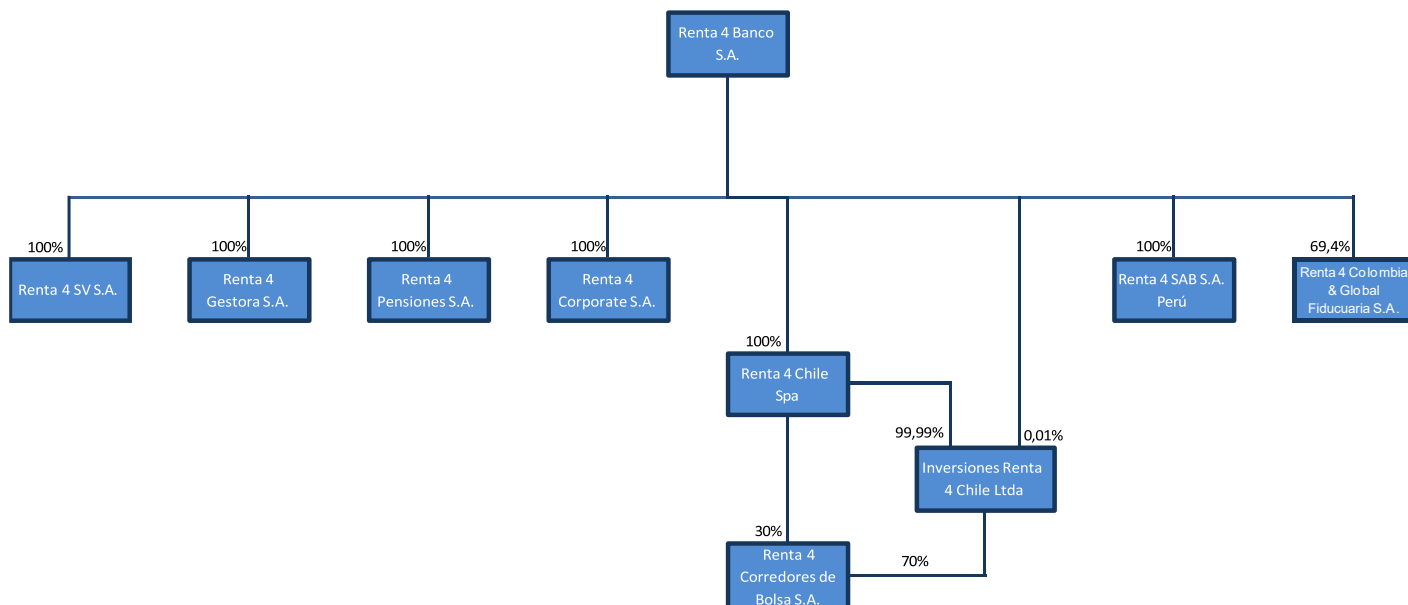 Renta 4 Banco
S.A.
100%
100%
100%
100%
100%
69,4%
Renta 4 SV S.A.
Renta 4
Gestora S.A.
Renta 4
Pensiones S.A.
Renta 4
Corporate S.A.
Renta 4 SAB S.A.
Perú
Renta 4 Colombia
& Global
Fiducuaria S.A.
100%
Renta 4 Chile
Spa
99,99%
0,01%
Inversiones Renta
4 Chile Ltda
30%
70%
Renta 4
Corredores de
Bolsa S.A.